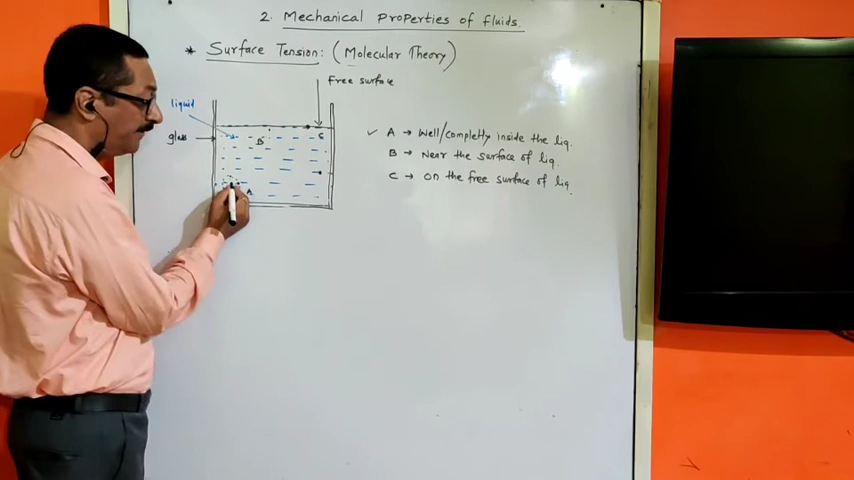 2. Mechanical Properties of fluids.
* Surface Tension: (Molecular Theory)
Free surface
liquid
glass
B
C
A
✓ A → Well/completly inside the liq.
B → Near the surface of liq.
C → on the free surface of liq.